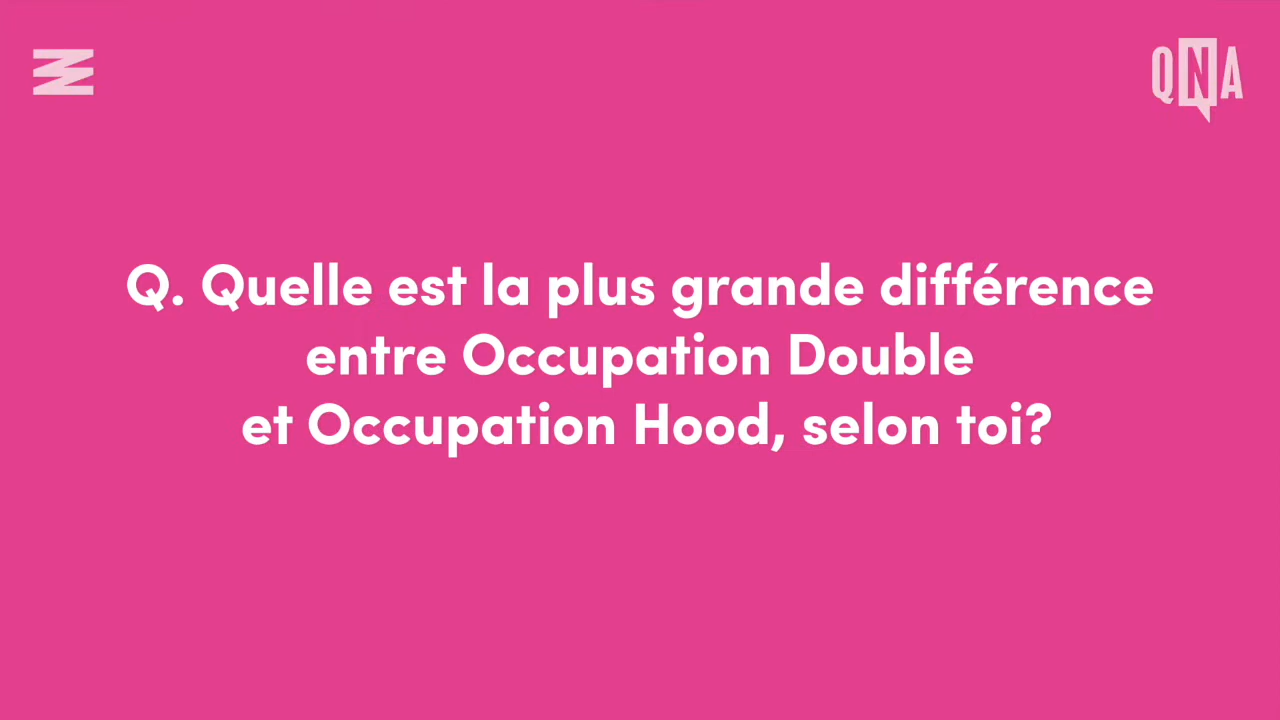 QNA
Q. Quelle est la plus grande différence
entre Occupation Double
et Occupation Hood, selon toi?